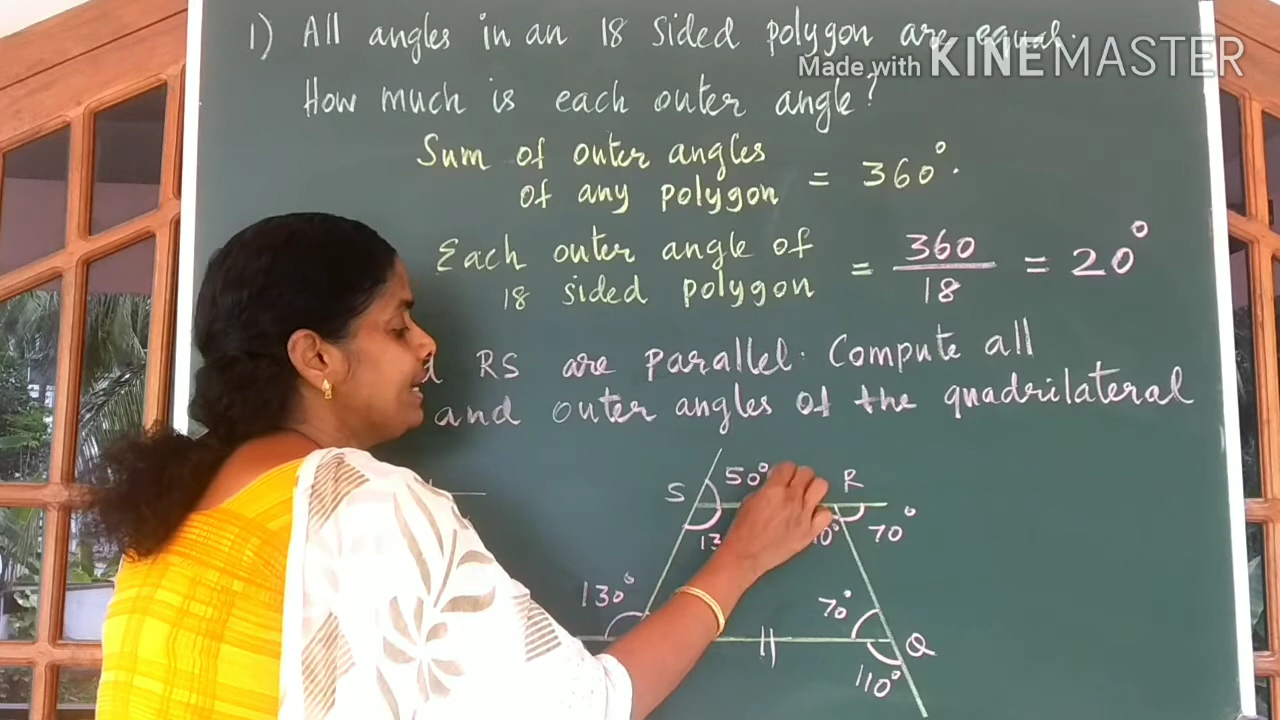 1) All angles in an 18 sided polygon are equal.
Made with KINEMASTER
How much is each outer angle?
Sum of outer angles
of any polygon = 360°.
Each outer angle of
18 sided polygon = 360/18 = 20°
RS are parallel. Compute all
and outer angles of the quadrilateral
S 50° R
70°
130°
70°
Q
110°